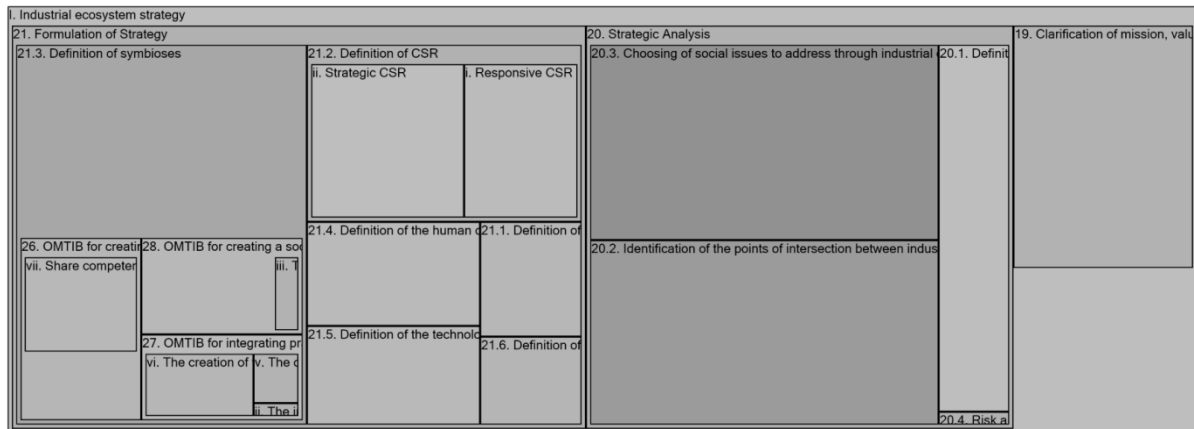 I. Industrial ecosystem strategy
21. Formulation of Strategy
21.3. Definition of symbioses
26. OMTIB for creatin
vii. Share competen
28. OMTIB for creating a soc
iii. T
27. OMTIB for integrating pr
vi. The creation of
v. The c
ii. The i
21.2. Definition of CSR
ii. Strategic CSR
i. Responsive CSR
21.4. Definition of the human c
21.1. Definition of
21.5. Definition of the technolo
21.6. Definition of
20. Strategic Analysis
20.3. Choosing of social issues to address through industrial
20.1. Definit
20.2. Identification of the points of intersection between indus
20.4. Risk a
19. Clarification of mission, valu